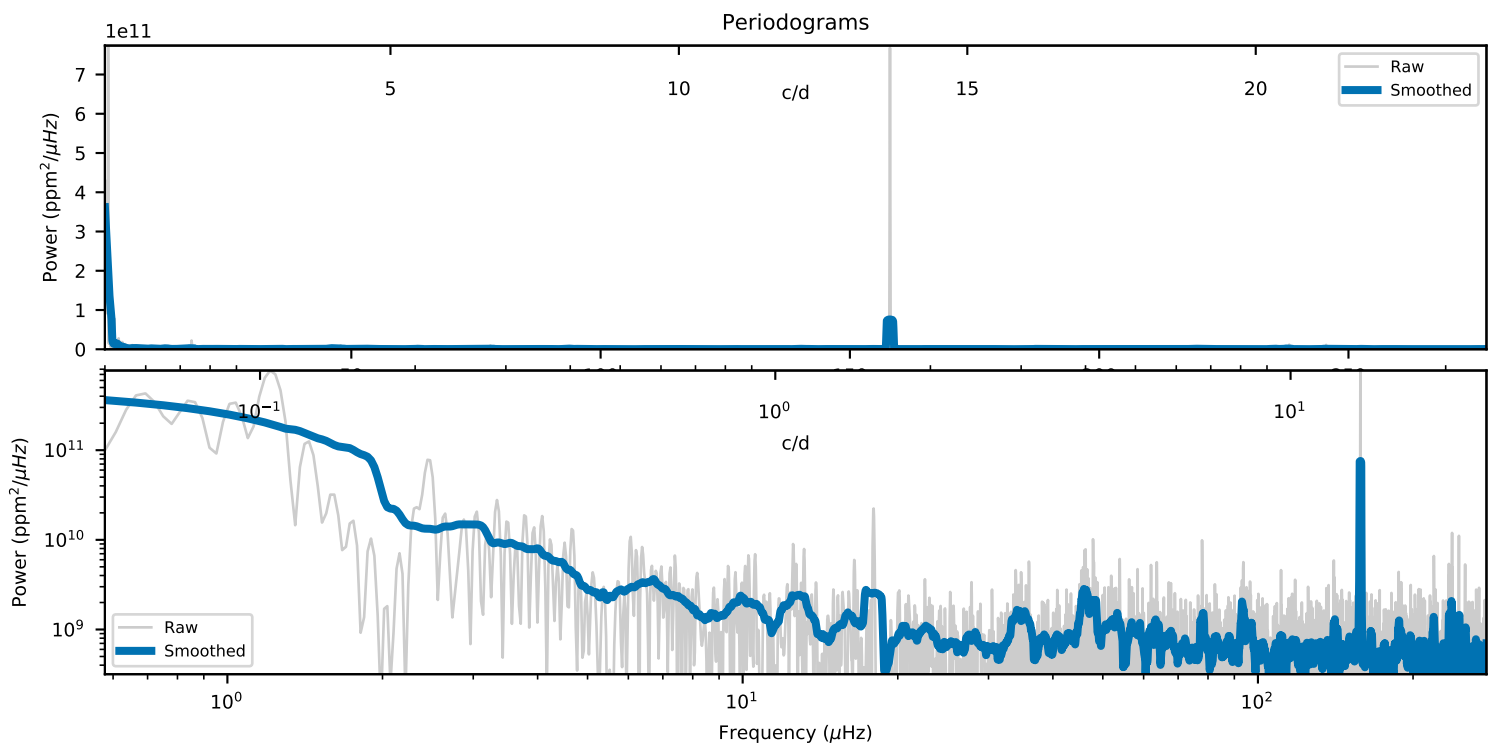 Periodograms
1e11
7
6
5
4
3
2
1
0
Power (ppm²/μHz)
5
10
15
20
c/d
Raw
Smoothed
10⁻¹
10⁰
10¹
c/d
10¹¹
10¹⁰
10⁹
Power (ppm²/μHz)
Raw
Smoothed
10⁰
10¹
10²
Frequency (μHz)